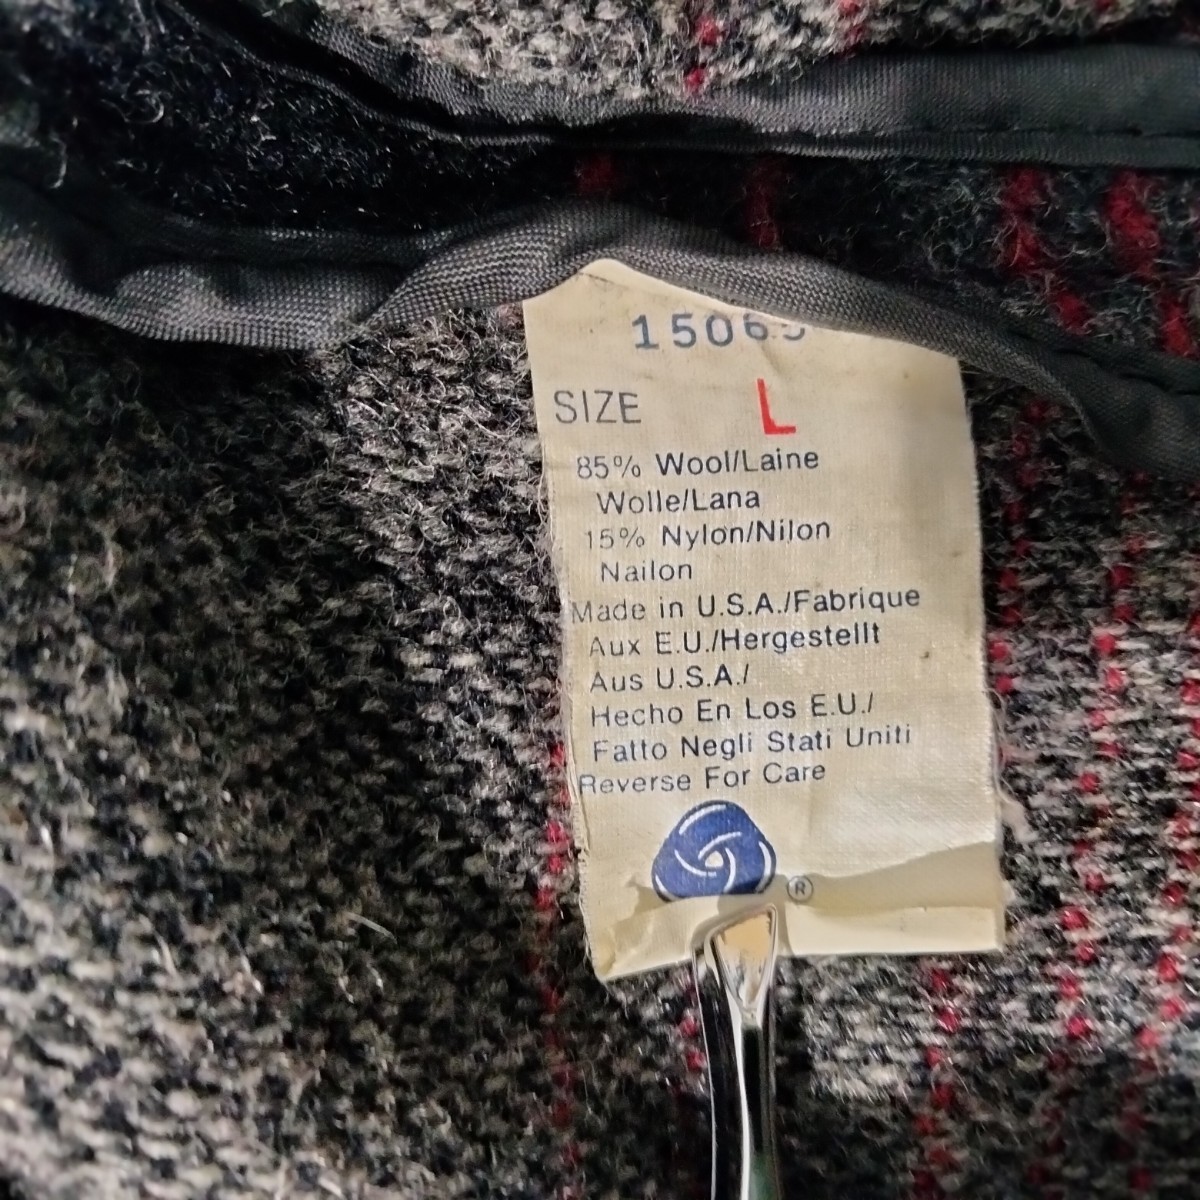 SIZE L
85% Wool/Laine
Wolle/Lana
15% Nylon/Nilon
Nailon
Made in U.S.A./Fabrique
Aux E.U./Hergestellt
Aus U.S.A./
Hecho En Los E.U./
Fatto Negli Stati Uniti
Reverse For Care
®